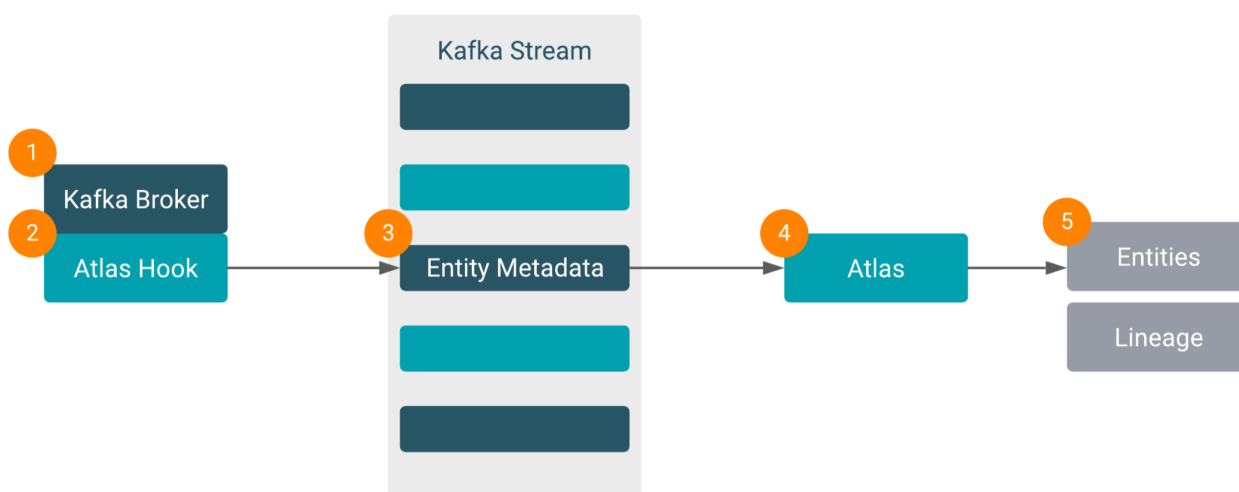 Kafka Stream
1
Kafka Broker
2
Atlas Hook
3
Entity Metadata
4
Atlas
5
Entities
Lineage